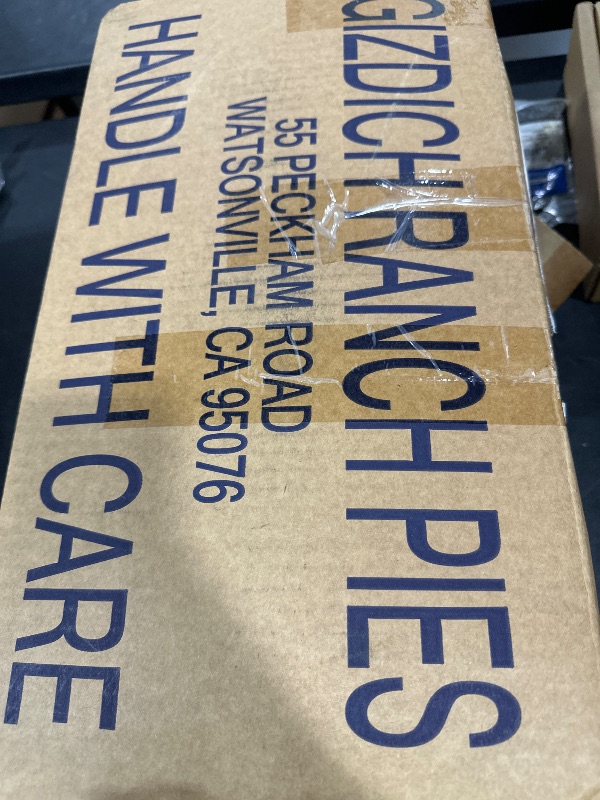 GIZDICH RANCH PIES
55 PECKHAM ROAD
WATSONVILLE, CA 95076
HANDLE WITH CARE